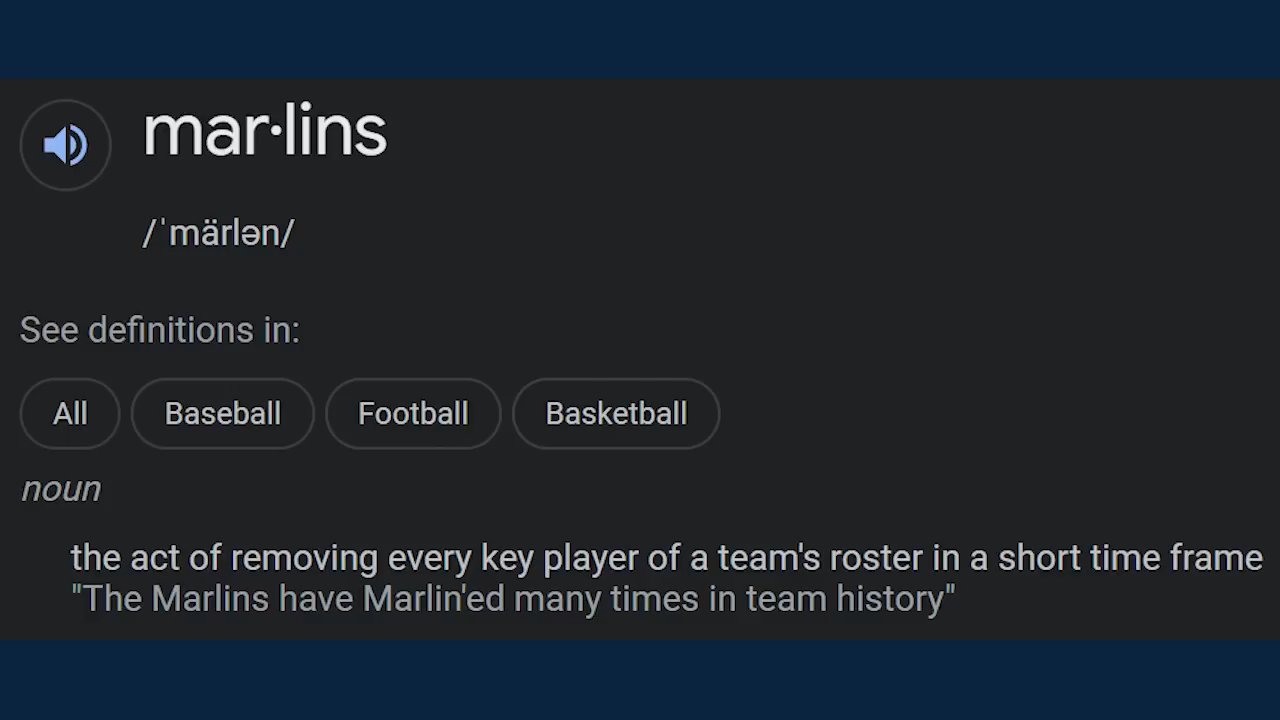 mar·lins
/ˈmärlən/
See definitions in:
All Baseball Football Basketball
noun
the act of removing every key player of a team's roster in a short time frame
"The Marlins have Marlin'ed many times in team history"